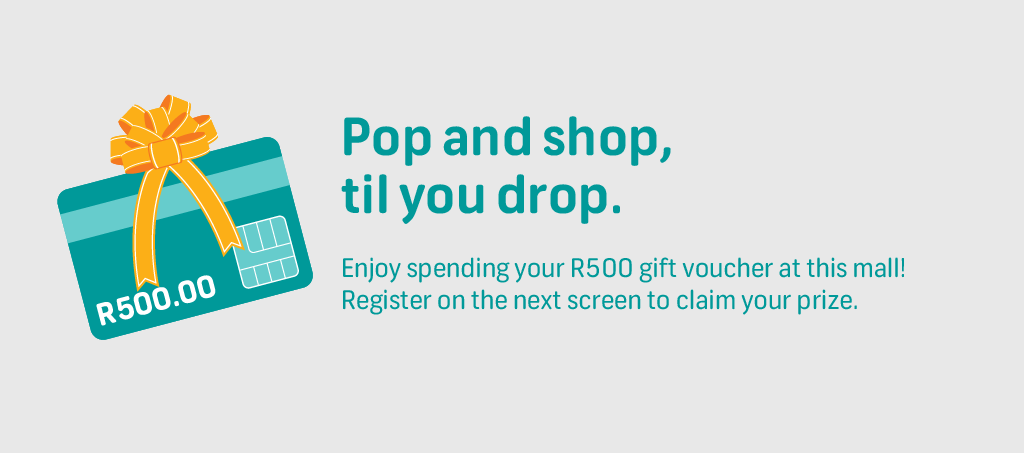 R500.00
Pop and shop,
til you drop.
Enjoy spending your R500 gift voucher at this mall!
Register on the next screen to claim your prize.